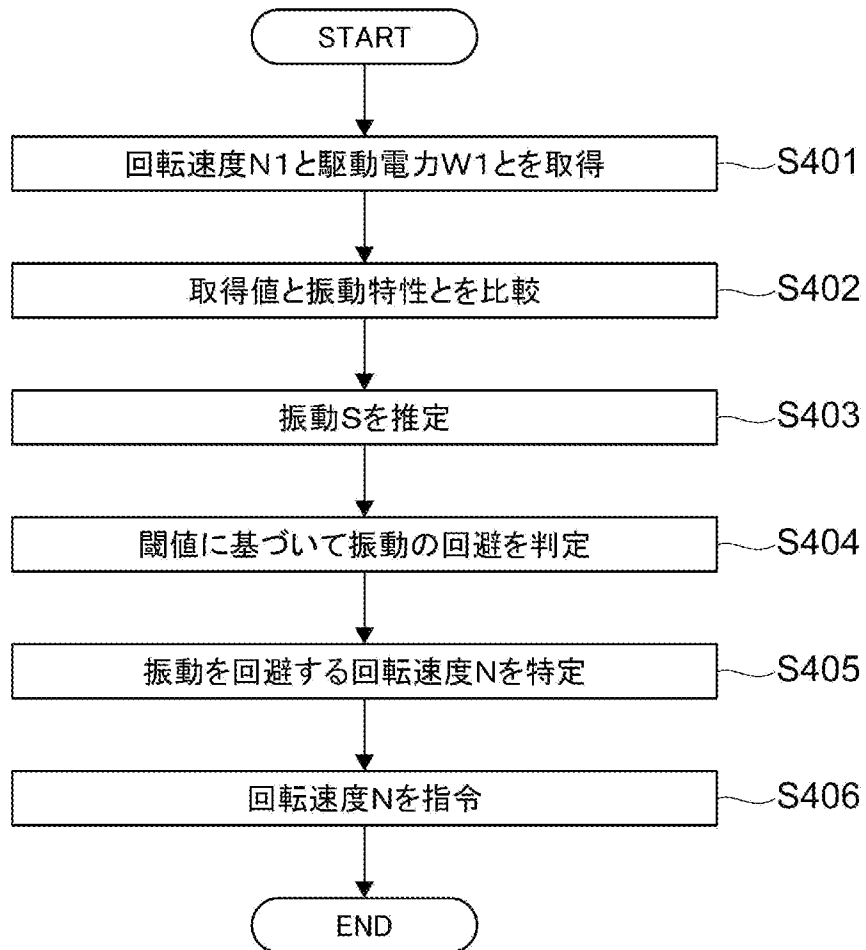 START
回転速度N1と駆動電力W1とを取得
S401
取得値と振動特性とを比較
S402
振動Sを推定
S403
閾値に基づいて振動の回避を判定
S404
振動を回避する回転速度Nを特定
S405
回転速度Nを指令
S406
END